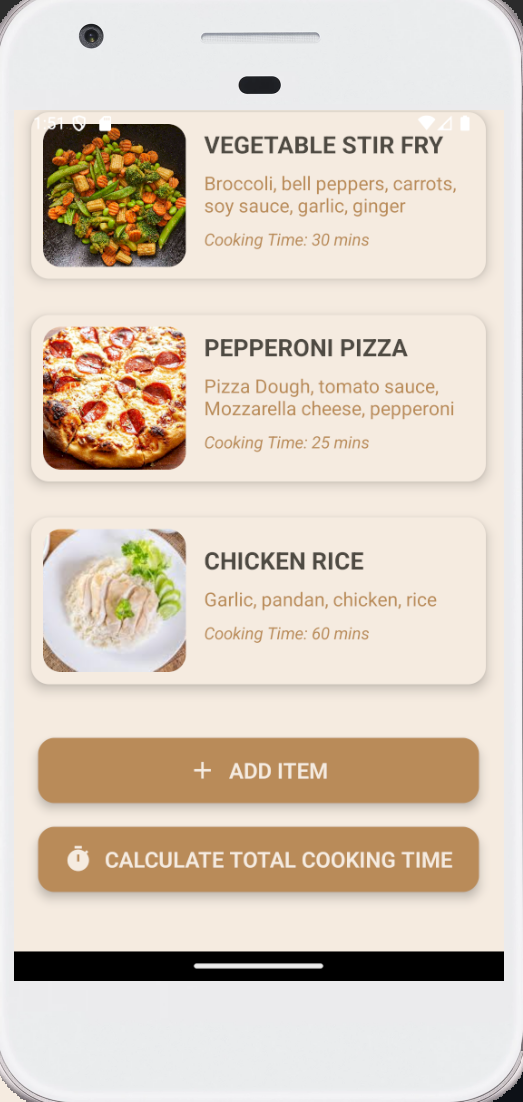 1:51
VEGETABLE STIR FRY
Broccoli, bell peppers, carrots,
soy sauce, garlic, ginger
Cooking Time: 30 mins
PEPPERONI PIZZA
Pizza Dough, tomato sauce,
Mozzarella cheese, pepperoni
Cooking Time: 25 mins
CHICKEN RICE
Garlic, pandan, chicken, rice
Cooking Time: 60 mins
+ ADD ITEM
CALCULATE TOTAL COOKING TIME